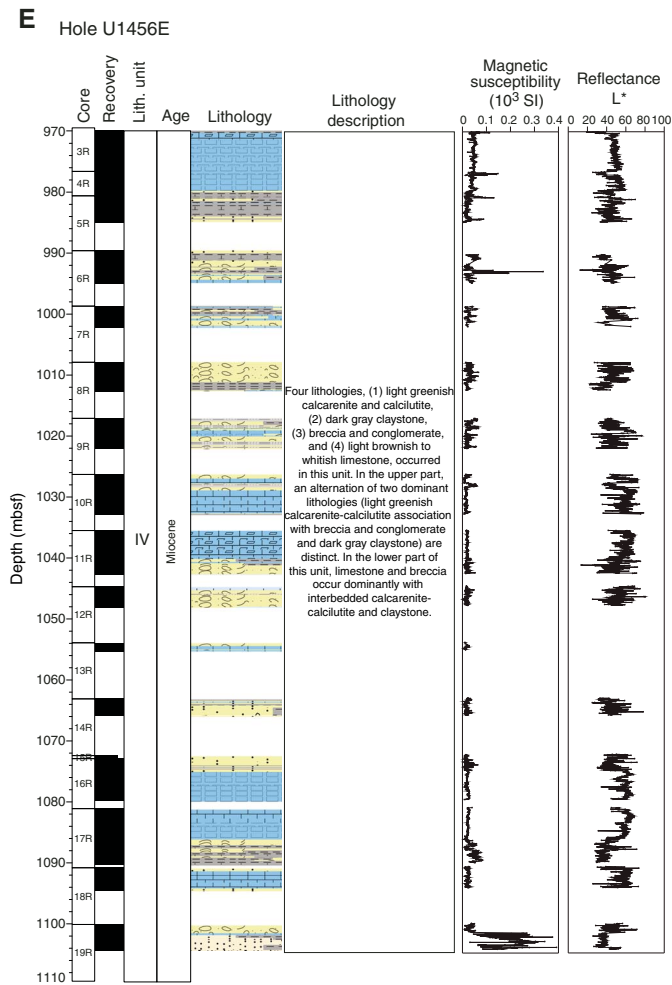 E
Hole U1456E
Core
Recovery
Lith. unit
Age
Lithology
Lithology
description
Magnetic
susceptibility
(10³ SI)
Reflectance
L*
0 0.1 0.2 0.3 0.4
0 20 40 60 80 100
Depth (mbsf)
970
980
990
1000
1010
1020
1030
1040
1050
1060
1070
1080
1090
1100
1110
3R
4R
5R
6R
7R
8R
9R
10R
11R
12R
13R
14R
15R
16R
17R
18R
19R
IV
Miocene
Four lithologies, (1) light greenish
calcarenite and calcilutite,
(2) dark gray claystone,
(3) breccia and conglomerate,
and (4) light brownish to
whitish limestone, occurred
in this unit. In the upper part,
an alternation of two dominant
lithologies (light greenish
calcarenite-calcilutite association
with breccia and conglomerate
and dark gray claystone) are
distinct. In the lower part of
this unit, limestone and breccia
occur dominantly with
interbedded calcarenite-
calcilutite and claystone.